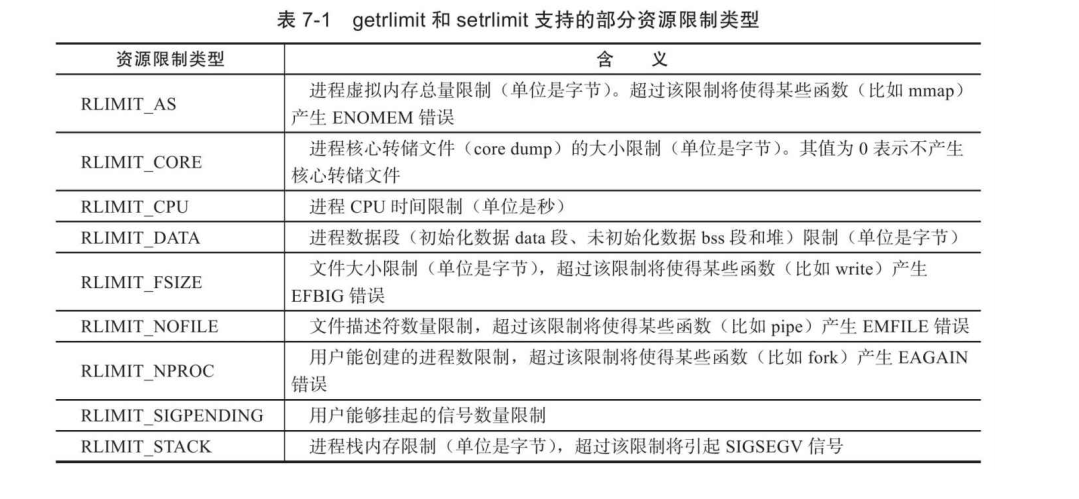 表 7-1 getrlimit 和 setrlimit 支持的部分资源限制类型
资源限制类型 含 义
RLIMIT_AS 进程虚拟内存总量限制（单位是字节）。超过该限制将使得某些函数（比如 mmap）
产生 ENOMEM 错误
RLIMIT_CORE 进程核心转储文件（core dump）的大小限制（单位是字节）。其值为 0 表示不产生
核心转储文件
RLIMIT_CPU 进程 CPU 时间限制（单位是秒）
RLIMIT_DATA 进程数据段（初始化数据 data 段、未初始化数据 bss 段和堆）限制（单位是字节）
RLIMIT_FSIZE 文件大小限制（单位是字节），超过该限制将使得某些函数（比如 write）产生
EFBIG 错误
RLIMIT_NOFILE 文件描述符数量限制，超过该限制将使得某些函数（比如 pipe）产生 EMFILE 错误
RLIMIT_NPROC 用户能创建的进程数限制，超过该限制将使得某些函数（比如 fork）产生 EAGAIN
错误
RLIMIT_SIGPENDING 用户能够挂起的信号数量限制
RLIMIT_STACK 进程栈内存限制（单位是字节），超过该限制将引起 SIGSEGV 信号